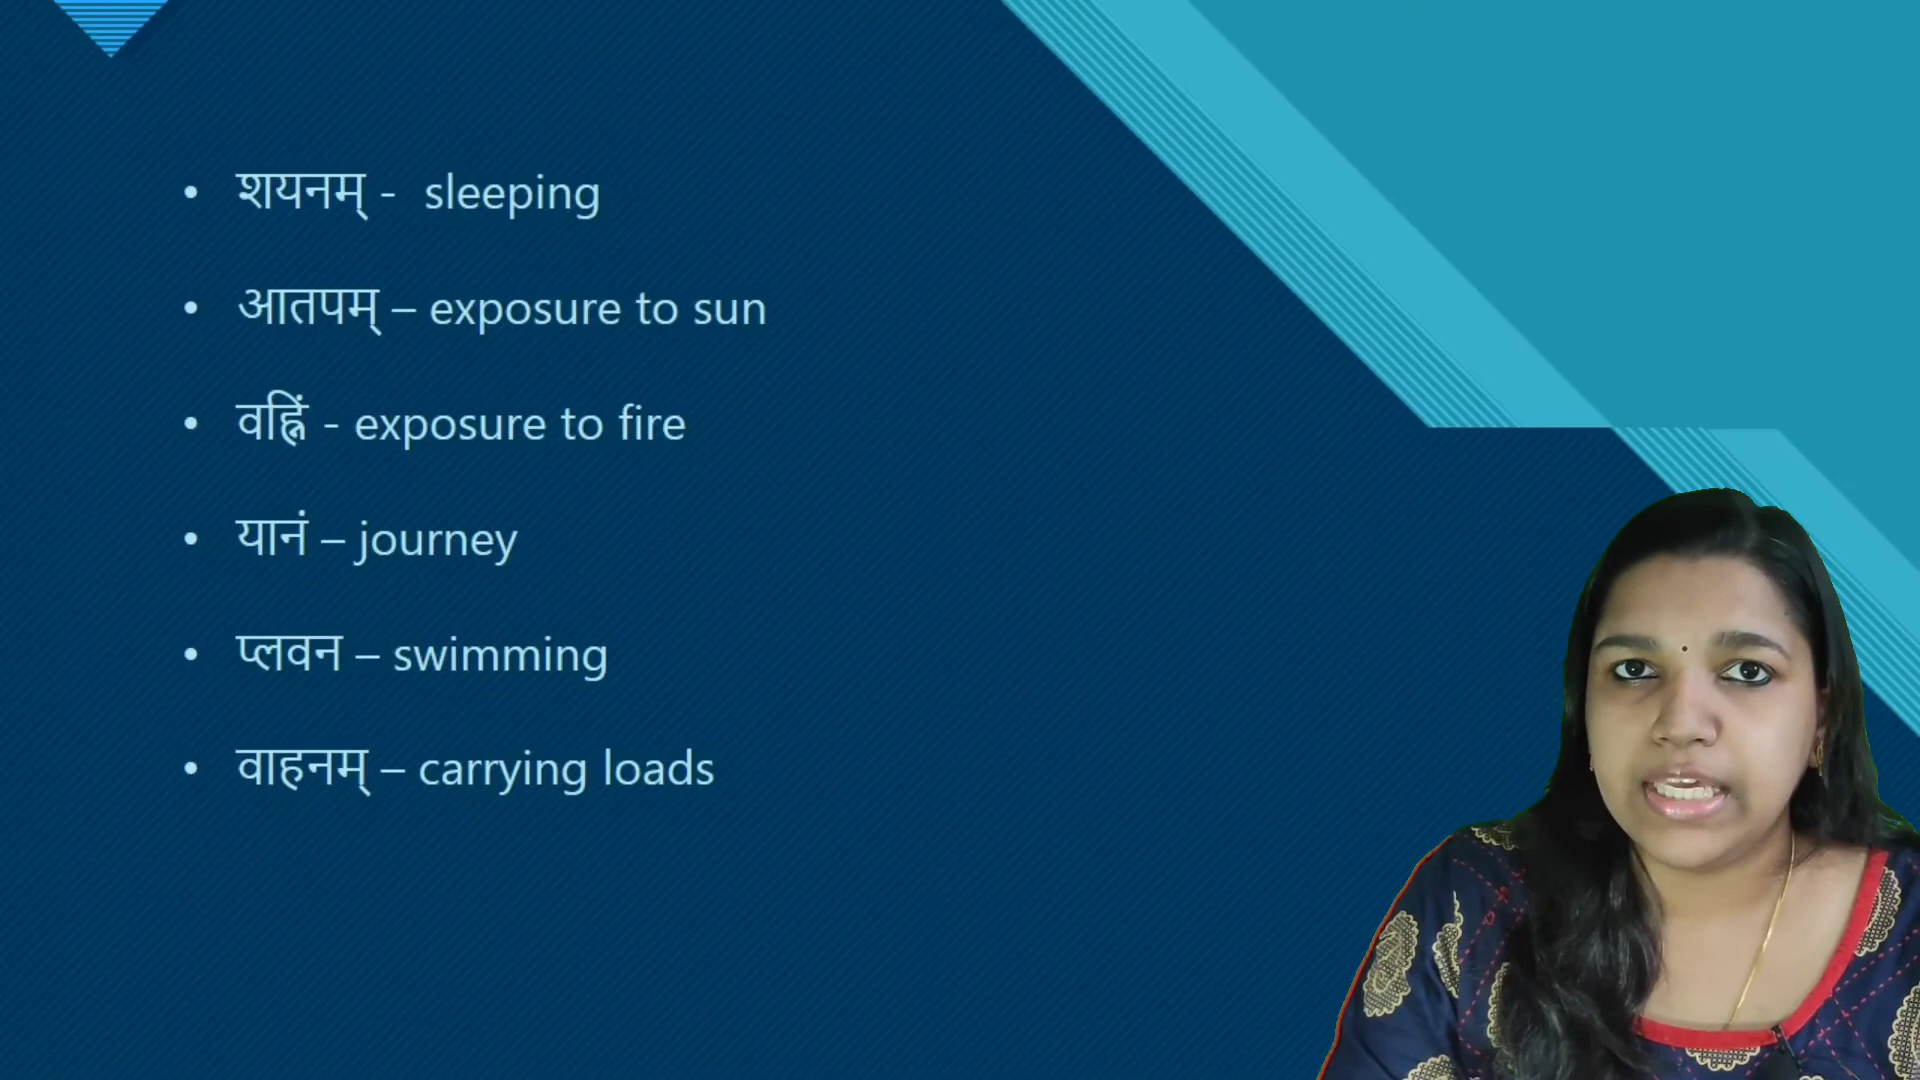 • शयनम् -  sleeping
• आतपम् – exposure to sun
• वह्निं - exposure to fire
• यानं – journey
• प्लवन – swimming
• वाहनम् – carrying loads